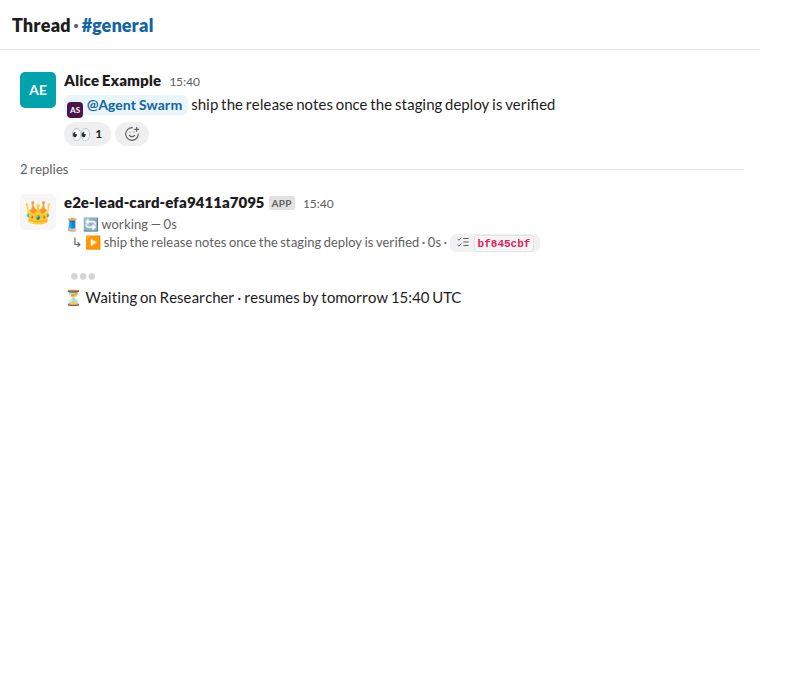 Thread · #general
AE
Alice Example 15:40
AS @Agent Swarm ship the release notes once the staging deploy is verified
👀 1
2 replies
e2e-lead-card-efa9411a7095 APP 15:40
🧵 🔄 working — 0s
↳ ▶️ ship the release notes once the staging deploy is verified · 0s · bf845cbf
⏳ Waiting on Researcher · resumes by tomorrow 15:40 UTC